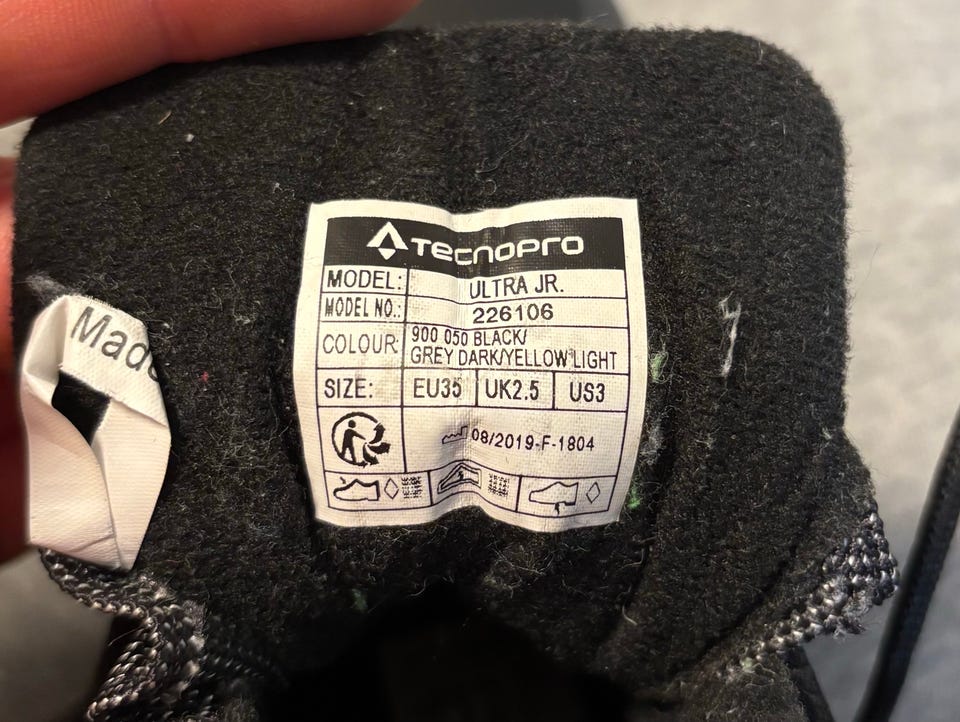 TECNOPRO
MODEL: ULTRA JR.
MODEL NO.: 226106
COLOUR: 900 050 BLACK/
GREY DARK/YELLOW LIGHT
SIZE: EU35 UK2.5 US3
08/2019-F-1804
Made